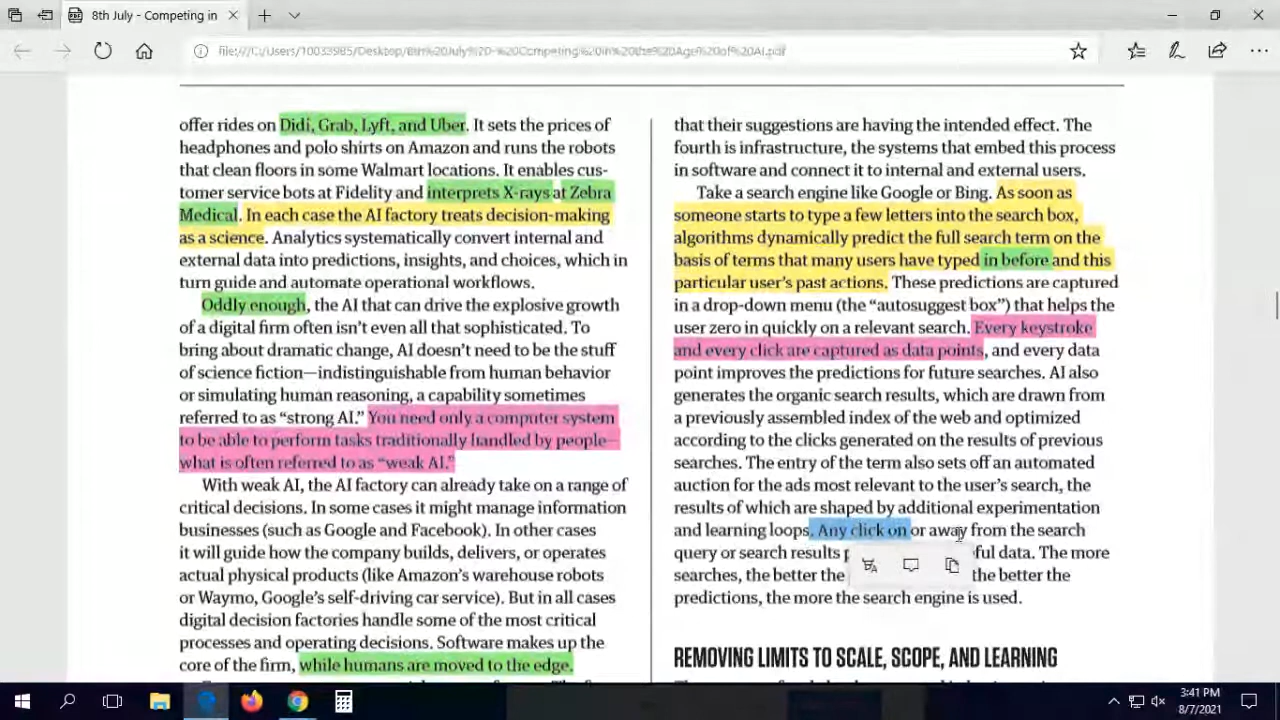 8th July - Competing in
file:///C:/Users/10033985/Desktop/8th%20July%20-%20Competing%20in%20the%20Age%20of%20AI.pdf
offer rides on Didi, Grab, Lyft, and Uber. It sets the prices of
headphones and polo shirts on Amazon and runs the robots
that clean floors in some Walmart locations. It enables cus-
tomer service bots at Fidelity and interprets X-rays at Zebra
Medical. In each case the AI factory treats decision-making
as a science. Analytics systematically convert internal and
external data into predictions, insights, and choices, which in
turn guide and automate operational workflows.
Oddly enough, the AI that can drive the explosive growth
of a digital firm often isn't even all that sophisticated. To
bring about dramatic change, AI doesn't need to be the stuff
of science fiction—indistinguishable from human behavior
or simulating human reasoning, a capability sometimes
referred to as “strong AI.” You need only a computer system
to be able to perform tasks traditionally handled by people—
what is often referred to as “weak AI.”
With weak AI, the AI factory can already take on a range of
critical decisions. In some cases it might manage information
businesses (such as Google and Facebook). In other cases
it will guide how the company builds, delivers, or operates
actual physical products (like Amazon's warehouse robots
or Waymo, Google's self-driving car service). But in all cases
digital decision factories handle some of the most critical
processes and operating decisions. Software makes up the
core of the firm, while humans are moved to the edge.
that their suggestions are having the intended effect. The
fourth is infrastructure, the systems that embed this process
in software and connect it to internal and external users.
Take a search engine like Google or Bing. As soon as
someone starts to type a few letters into the search box,
algorithms dynamically predict the full search term on the
basis of terms that many users have typed in before and this
particular user's past actions. These predictions are captured
in a drop-down menu (the “autosuggest box”) that helps the
user zero in quickly on a relevant search. Every keystroke
and every click are captured as data points, and every data
point improves the predictions for future searches. AI also
generates the organic search results, which are drawn from
a previously assembled index of the web and optimized
according to the clicks generated on the results of previous
searches. The entry of the term also sets off an automated
auction for the ads most relevant to the user's search, the
results of which are shaped by additional experimentation
and learning loops. Any click on or away from the search
query or search results ful data. The more
searches, the better the the better the
predictions, the more the search engine is used.
REMOVING LIMITS TO SCALE, SCOPE, AND LEARNING
3:41 PM
8/7/2021